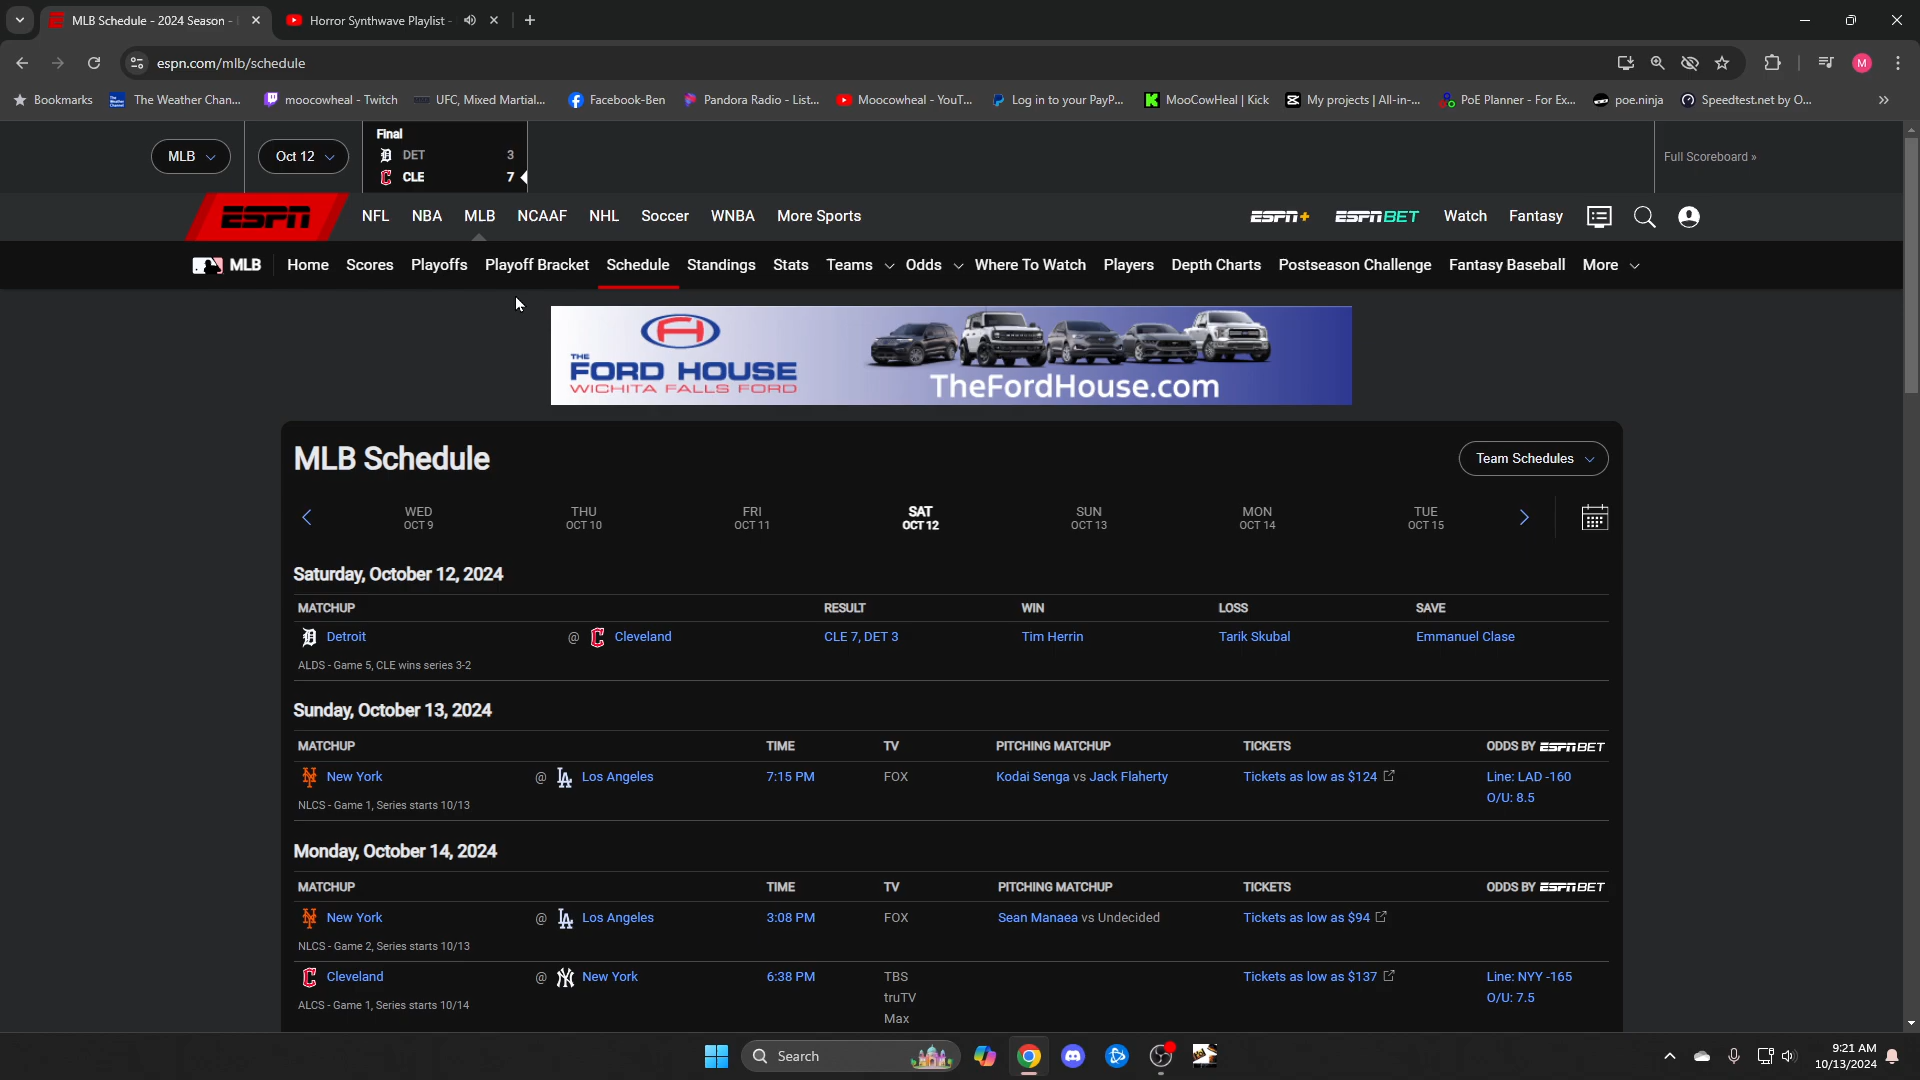 MLB Schedule - 2024 Season -
Horror Synthwave Playlist -
espn.com/mlb/schedule
M
Bookmarks
The Weather Chan...
moocowheal - Twitch
UFC, Mixed Martial...
Facebook-Ben
Pandora Radio - List...
Moocowheal - YouT...
Log in to your PayP...
MooCowHeal | Kick
My projects | All-in-...
PoE Planner - For Ex...
poe.ninja
Speedtest.net by O...
MLB
Oct 12
Final
DET 3
CLE 7
Full Scoreboard »
ESPN
NFL NBA MLB NCAAF NHL Soccer WNBA More Sports
ESPN+ ESPN BET Watch Fantasy
MLB Home Scores Playoffs Playoff Bracket Schedule Standings Stats Teams Odds Where To Watch Players Depth Charts Postseason Challenge Fantasy Baseball More
THE
FORD HOUSE
WICHITA FALLS FORD
TheFordHouse.com
MLB Schedule
Team Schedules
WED THU FRI SAT SUN MON TUE
OCT 9 OCT 10 OCT 11 OCT 12 OCT 13 OCT 14 OCT 15
Saturday, October 12, 2024
MATCHUP RESULT WIN LOSS SAVE
Detroit @ Cleveland CLE 7, DET 3 Tim Herrin Tarik Skubal Emmanuel Clase
ALDS - Game 5, CLE wins series 3-2
Sunday, October 13, 2024
MATCHUP TIME TV PITCHING MATCHUP TICKETS ODDS BY ESPN BET
New York @ LA Los Angeles 7:15 PM FOX Kodai Senga vs Jack Flaherty Tickets as low as $124 Line: LAD -160
O/U: 8.5
NLCS - Game 1, Series starts 10/13
Monday, October 14, 2024
MATCHUP TIME TV PITCHING MATCHUP TICKETS ODDS BY ESPN BET
New York @ LA Los Angeles 3:08 PM FOX Sean Manaea vs Undecided Tickets as low as $94
NLCS - Game 2, Series starts 10/13
Cleveland @ New York 6:38 PM TBS Tickets as low as $137 Line: NYY -165
truTV O/U: 7.5
ALCS - Game 1, Series starts 10/14
Max
Search
9:21 AM
10/13/2024